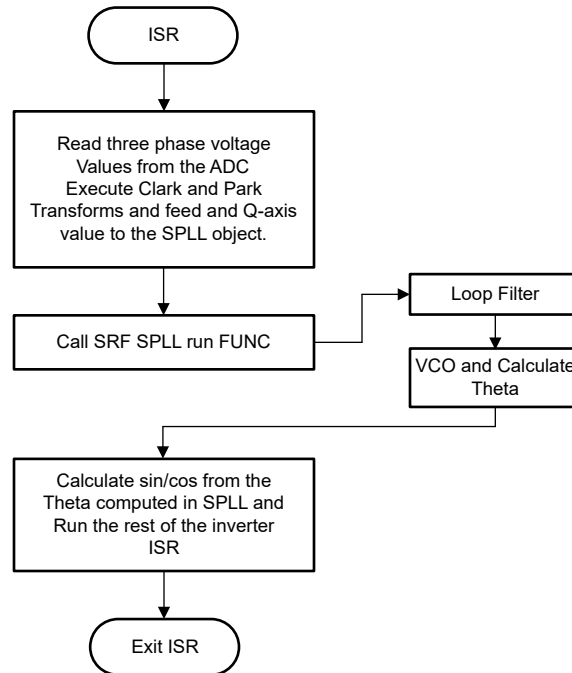 ISR
Read three phase voltage
Values from the ADC
Execute Clark and Park
Transforms and feed and Q-axis
value to the SPLL object.
Call SRF SPLL run FUNC
Loop Filter
VCO and Calculate
Theta
Calculate sin/cos from the
Theta computed in SPLL and
Run the rest of the inverter
ISR
Exit ISR